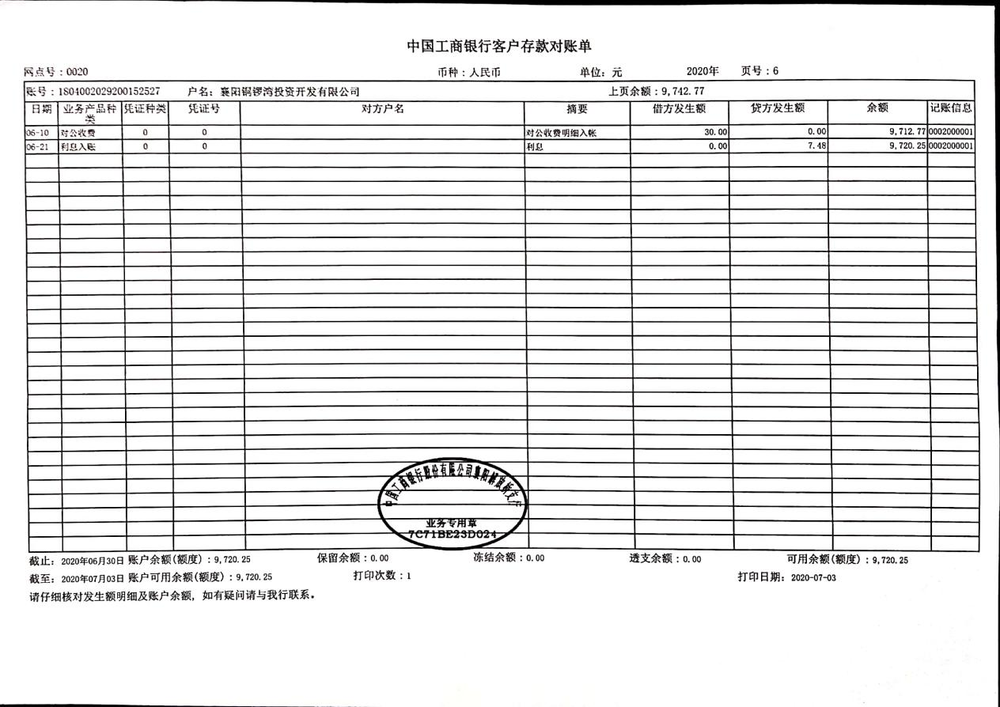 中国工商银行客户存款对账单
网点号：0020 币种：人民币 单位：元 2020年 页号：6
账号：1804002029200152527 户名：襄阳铜锣湾投资开发有限公司 上页余额：9,742.77
日期 业务产品种类 凭证种类 凭证号 对方户名 摘要 借方发生额 贷方发生额 余额 记账信息
06-10 对公收费 0 0 对公收费明细入帐 30.00 0.00 9,712.77 0002000001
06-21 利息入账 0 0 利息 0.00 7.48 9,720.25 0002000001
中国工商银行股份有限公司襄阳解放桥支行
业务专用章
7C71BE23D024
截止：2020年06月30日 账户余额(额度)：9,720.25 保留余额：0.00 冻结余额：0.00 透支余额：0.00 可用余额(额度)：9,720.25
截至：2020年07月03日 账户可用余额(额度)：9,720.25 打印次数：1 打印日期：2020-07-03
请仔细核对发生额明细及账户余额，如有疑问请与我行联系。